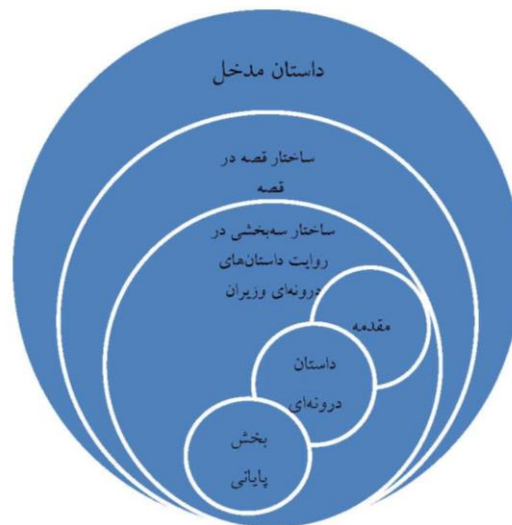 داستان مدخل
ساختار قصه در
قصه
ساختار سه‌بخشی در
روایت داستان‌های
درونه‌ای وزیران
مقدمه
داستان
درونه‌ای
بخش
پایانی